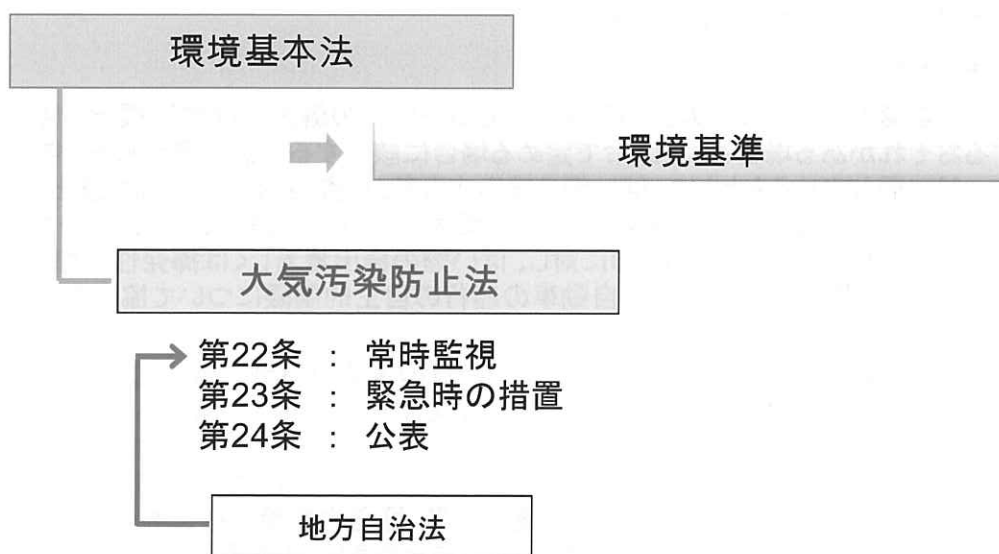 環境基本法
環境基準
大気汚染防止法
第22条 : 常時監視
第23条 : 緊急時の措置
第24条 : 公表
地方自治法